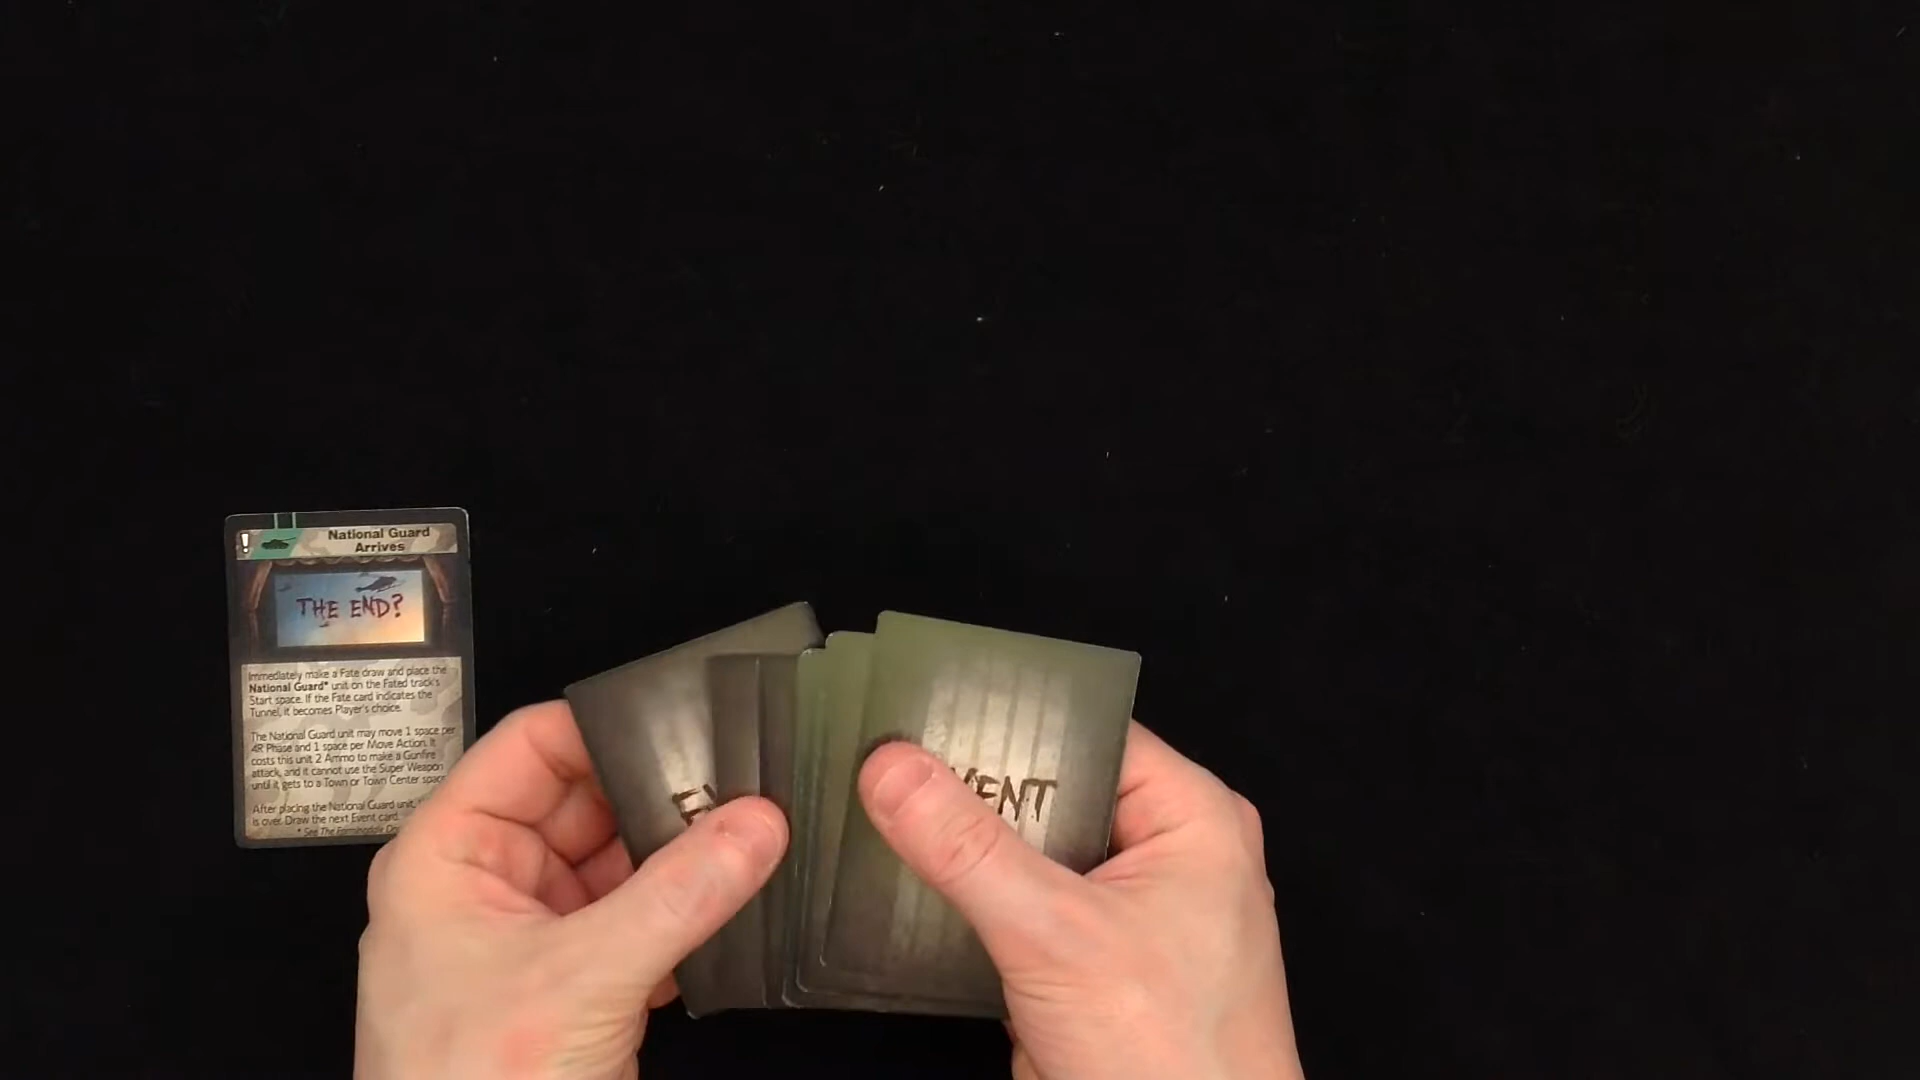 !
National Guard
Arrives
THE END?
Immediately make a Fate draw and place the
National Guard* unit on the Fated track's
Start space. If the Fate card indicates the
Tunnel, it becomes Player's choice.
The National Guard unit may move 1 space per
4R Phase and 1 space per Move Action. It
costs this unit 2 Ammo to make a Gunfire
attack, and it cannot use the Super Weapon
until it gets to a Town or Town Center space
After placing the National Guard unit,
is over. Draw the next Event card.
* See The Farmingdale